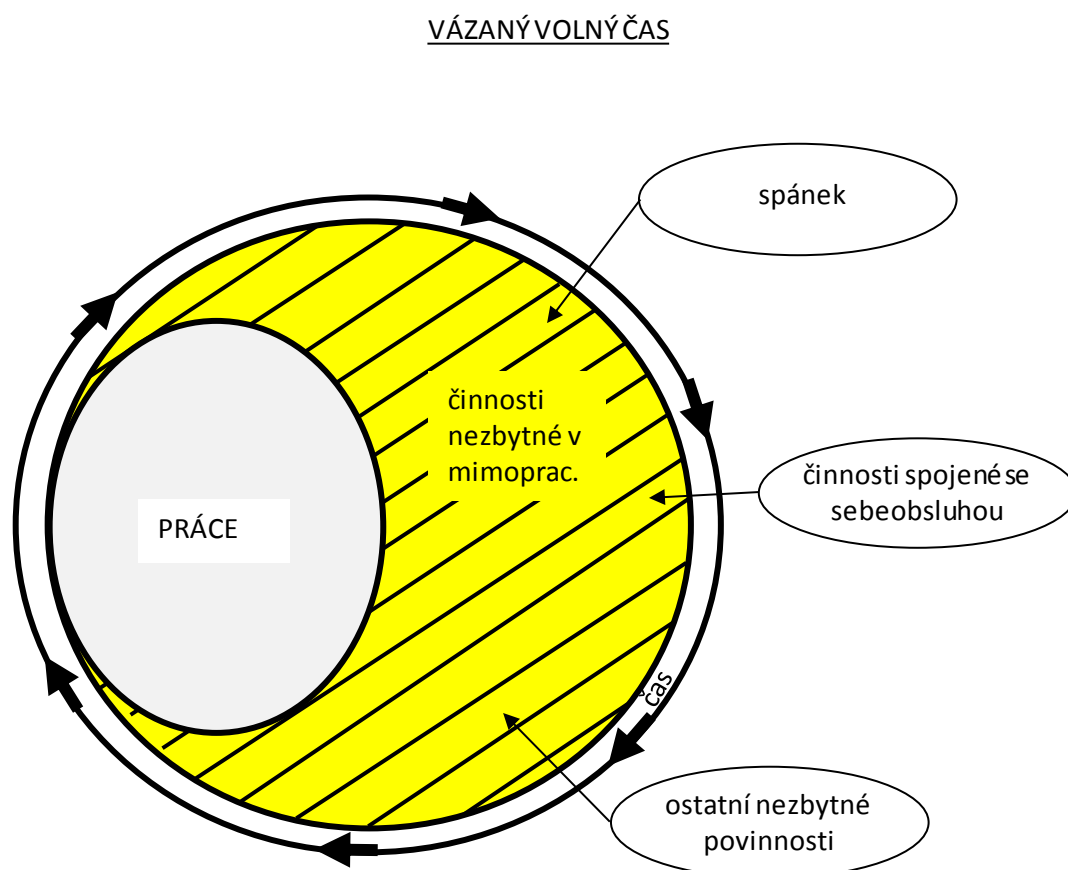 VÁZANÝ VOLNÝ ČAS
spánek
činnosti
nezbytné v
mimoprac.
činnosti spojené se
sebeobsluhou
PRÁCE
čas
ostatní nezbytné
povinnosti